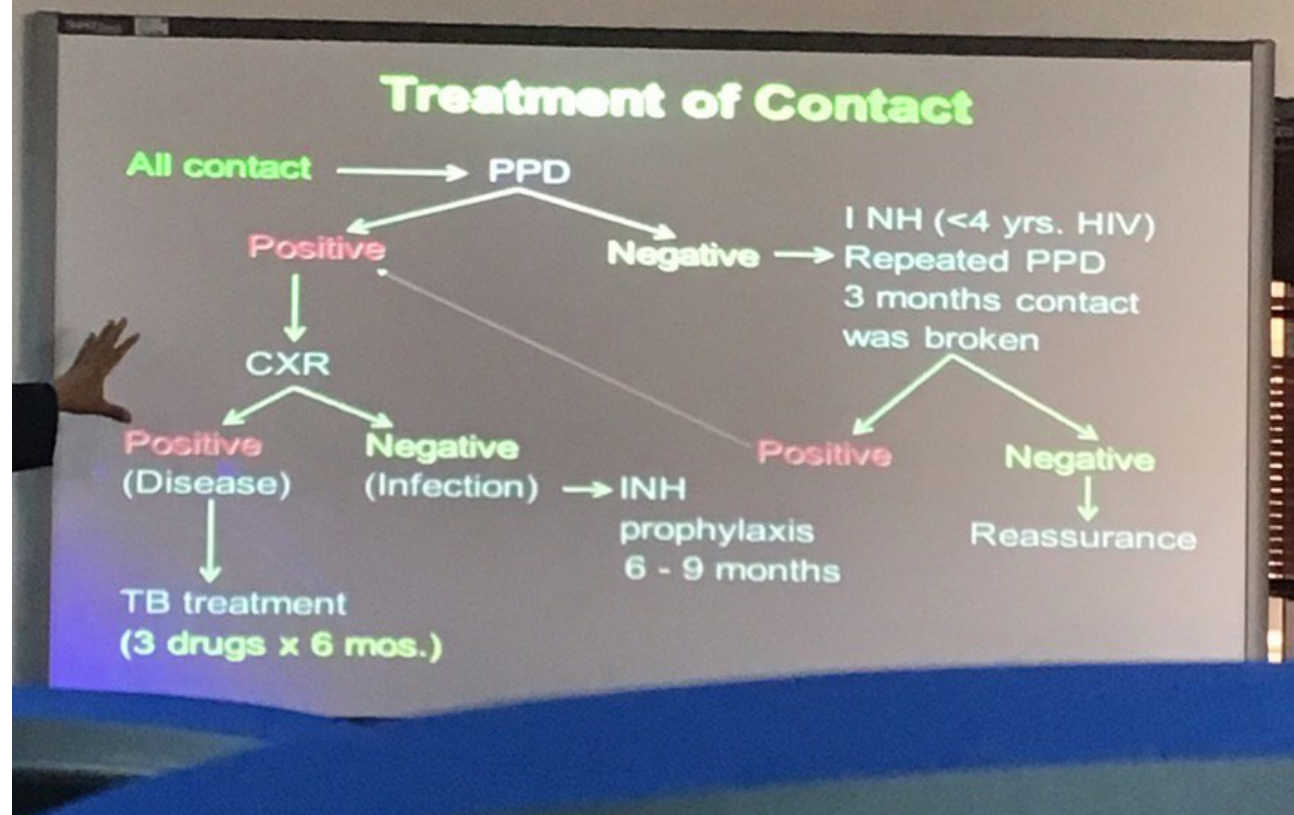 Treatment of Contact
All contact
PPD
Positive
Negative
I NH (<4 yrs. HIV)
Repeated PPD
3 months contact
was broken
CXR
Positive
(Disease)
Negative
(Infection)
INH
prophylaxis
6 - 9 months
Positive
Negative
Reassurance
TB treatment
(3 drugs x 6 mos.)